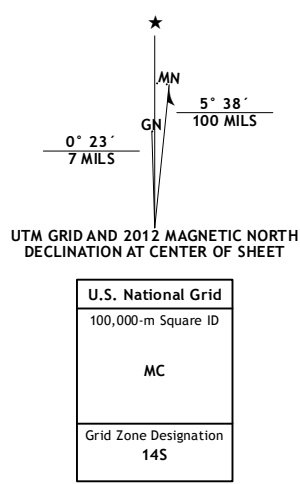 ★
MN
5° 38´
100 MILS
GN
0° 23´
7 MILS
UTM GRID AND 2012 MAGNETIC NORTH
DECLINATION AT CENTER OF SHEET
U.S. National Grid
100,000-m Square ID
MC
Grid Zone Designation
14S